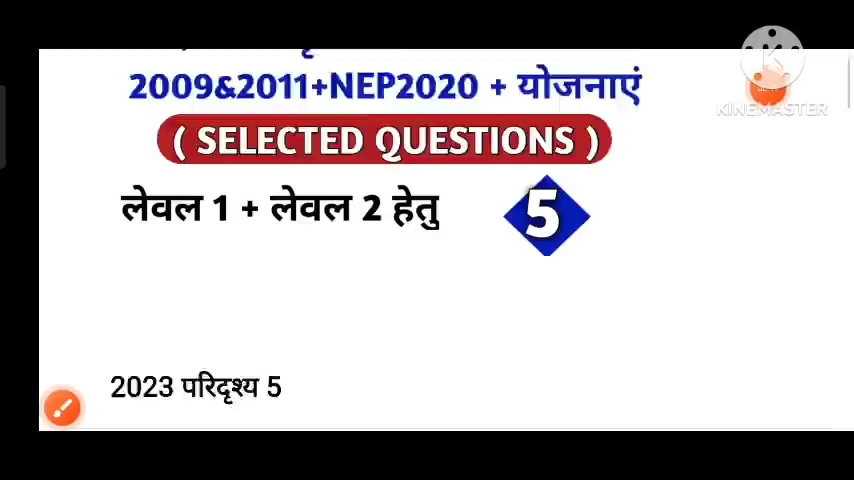 2009&2011+NEP2020 + योजनाएं
( SELECTED QUESTIONS )
लेवल 1 + लेवल 2 हेतु
5
2023 परिदृश्य 5
KINEMASTER